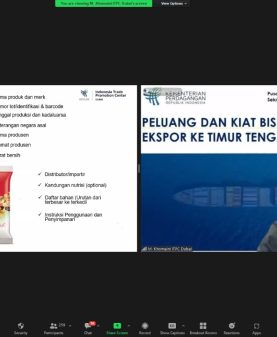 You are viewing M. Khomaini ITPC Dubai's screen
View Options
ma produk dan merk
mor lot/identifikasi & barcode
nggal produksi dan kadaluarsa
terangan negara asal
ma produsen
mat produsen
rat bersih
Indonesia Trade
Promotion Center
✓ Distributor/importir
✓ Kandungan nutrisi (optional)
✓ Daftar bahan (Urutan dari
terbesar ke terkecil
✓ Instruksi Penggunaan dan
Penyimpanan
KEMENTERIAN
PERDAGANGAN
REPUBLIK INDONESIA
Pusa
Sekr
PELUANG DAN KIAT BIS
EKSPOR KE TIMUR TENG
M. Khomaini ITPC Dubai
Security
Participants
Chat
Share Screen
Record
Show Captions
Breakout Rooms
Reactions
Apps